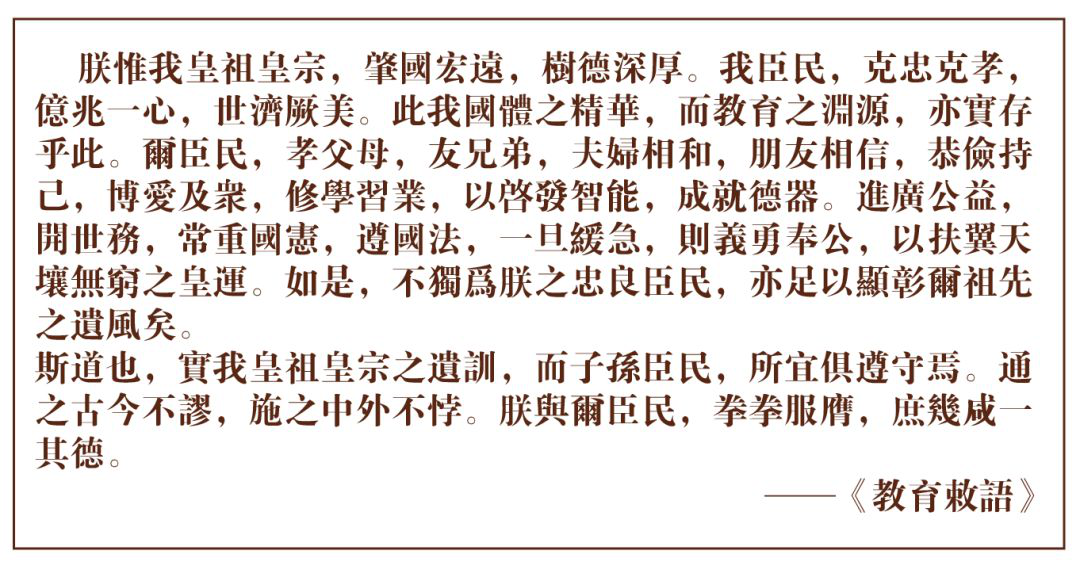 朕惟我皇祖皇宗，肇國宏遠，樹德深厚。我臣民，克忠克孝，
億兆一心，世濟厥美。此我國體之精華，而教育之淵源，亦實存
乎此。爾臣民，孝父母，友兄弟，夫婦相和，朋友相信，恭儉持
己，博愛及衆，修學習業，以啓發智能，成就德器。進廣公益，
開世務，常重國憲，遵國法，一旦緩急，則義勇奉公，以扶翼天
壤無窮之皇運。如是，不獨爲朕之忠良臣民，亦足以顯彰爾祖先
之遺風矣。
斯道也，實我皇祖皇宗之遺訓，而子孫臣民，所宜俱遵守焉。通
之古今不謬，施之中外不悖。朕與爾臣民，拳拳服膺，庶幾咸一
其德。
——《教育敕語》